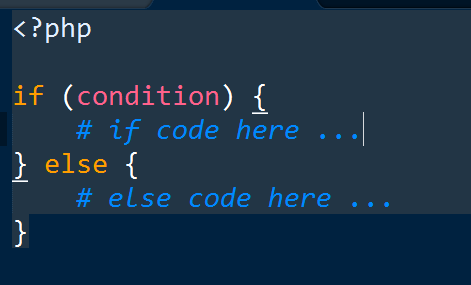 <?php
if (condition) {
# if code here ...
} else {
# else code here ...
}